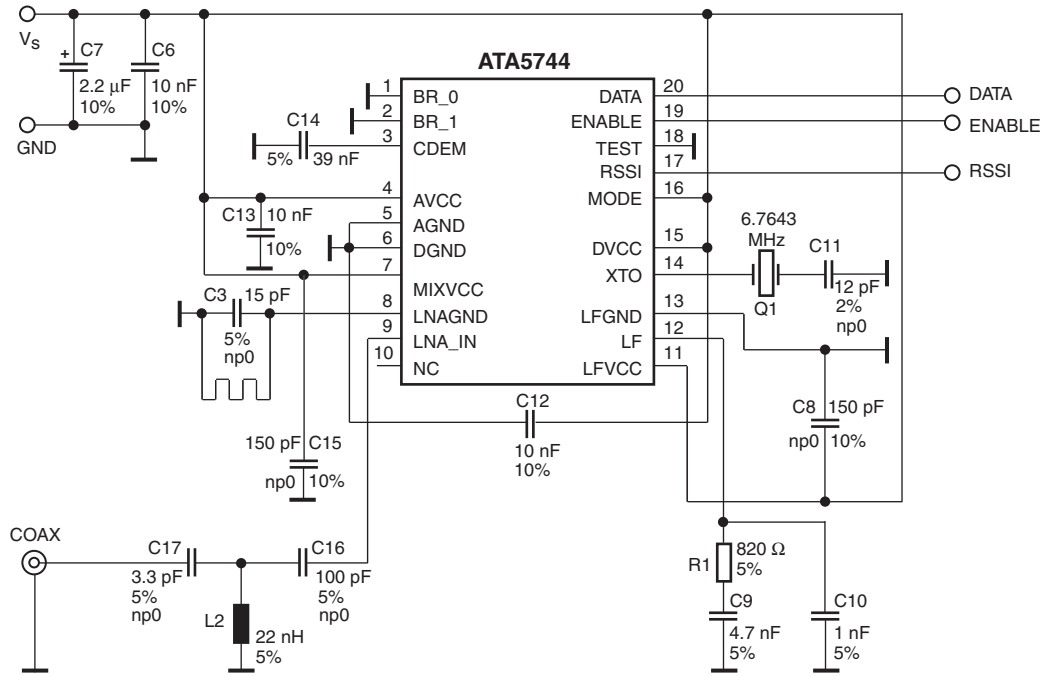 VS
C7
+
2.2 µF
10%
C6
10 nF
10%
GND
ATA5744
1 BR_0
2 BR_1
3 CDEM
4 AVCC
5 AGND
6 DGND
7 MIXVCC
8 LNAGND
9 LNA_IN
10 NC
DATA 20
ENABLE 19
TEST 18
RSSI 17
MODE 16
DVCC 15
XTO 14
LFGND 13
LF 12
LFVCC 11
DATA
ENABLE
RSSI
C14
5% 39 nF
C13 10 nF
10%
C3 15 pF
5%
np0
6.7643
MHz
Q1
C11
12 pF
2%
np0
C8 150 pF
np0 10%
C12
10 nF
10%
150 pF C15
np0 10%
COAX
C17
3.3 pF
5%
np0
C16
100 pF
5%
np0
L2
22 nH
5%
R1
820 Ω
5%
C9
4.7 nF
5%
C10
1 nF
5%